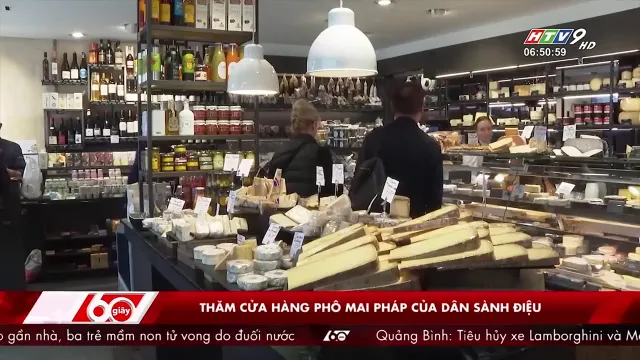 HTV9 HD
06:50:59
60 giây
THĂM CỬA HÀNG PHÔ MAI PHÁP CỦA DÂN SÀNH ĐIỆU
o gần nhà, ba trẻ mầm non tử vong do đuối nước 60 Quảng Bình: Tiêu hủy xe Lamborghini và M